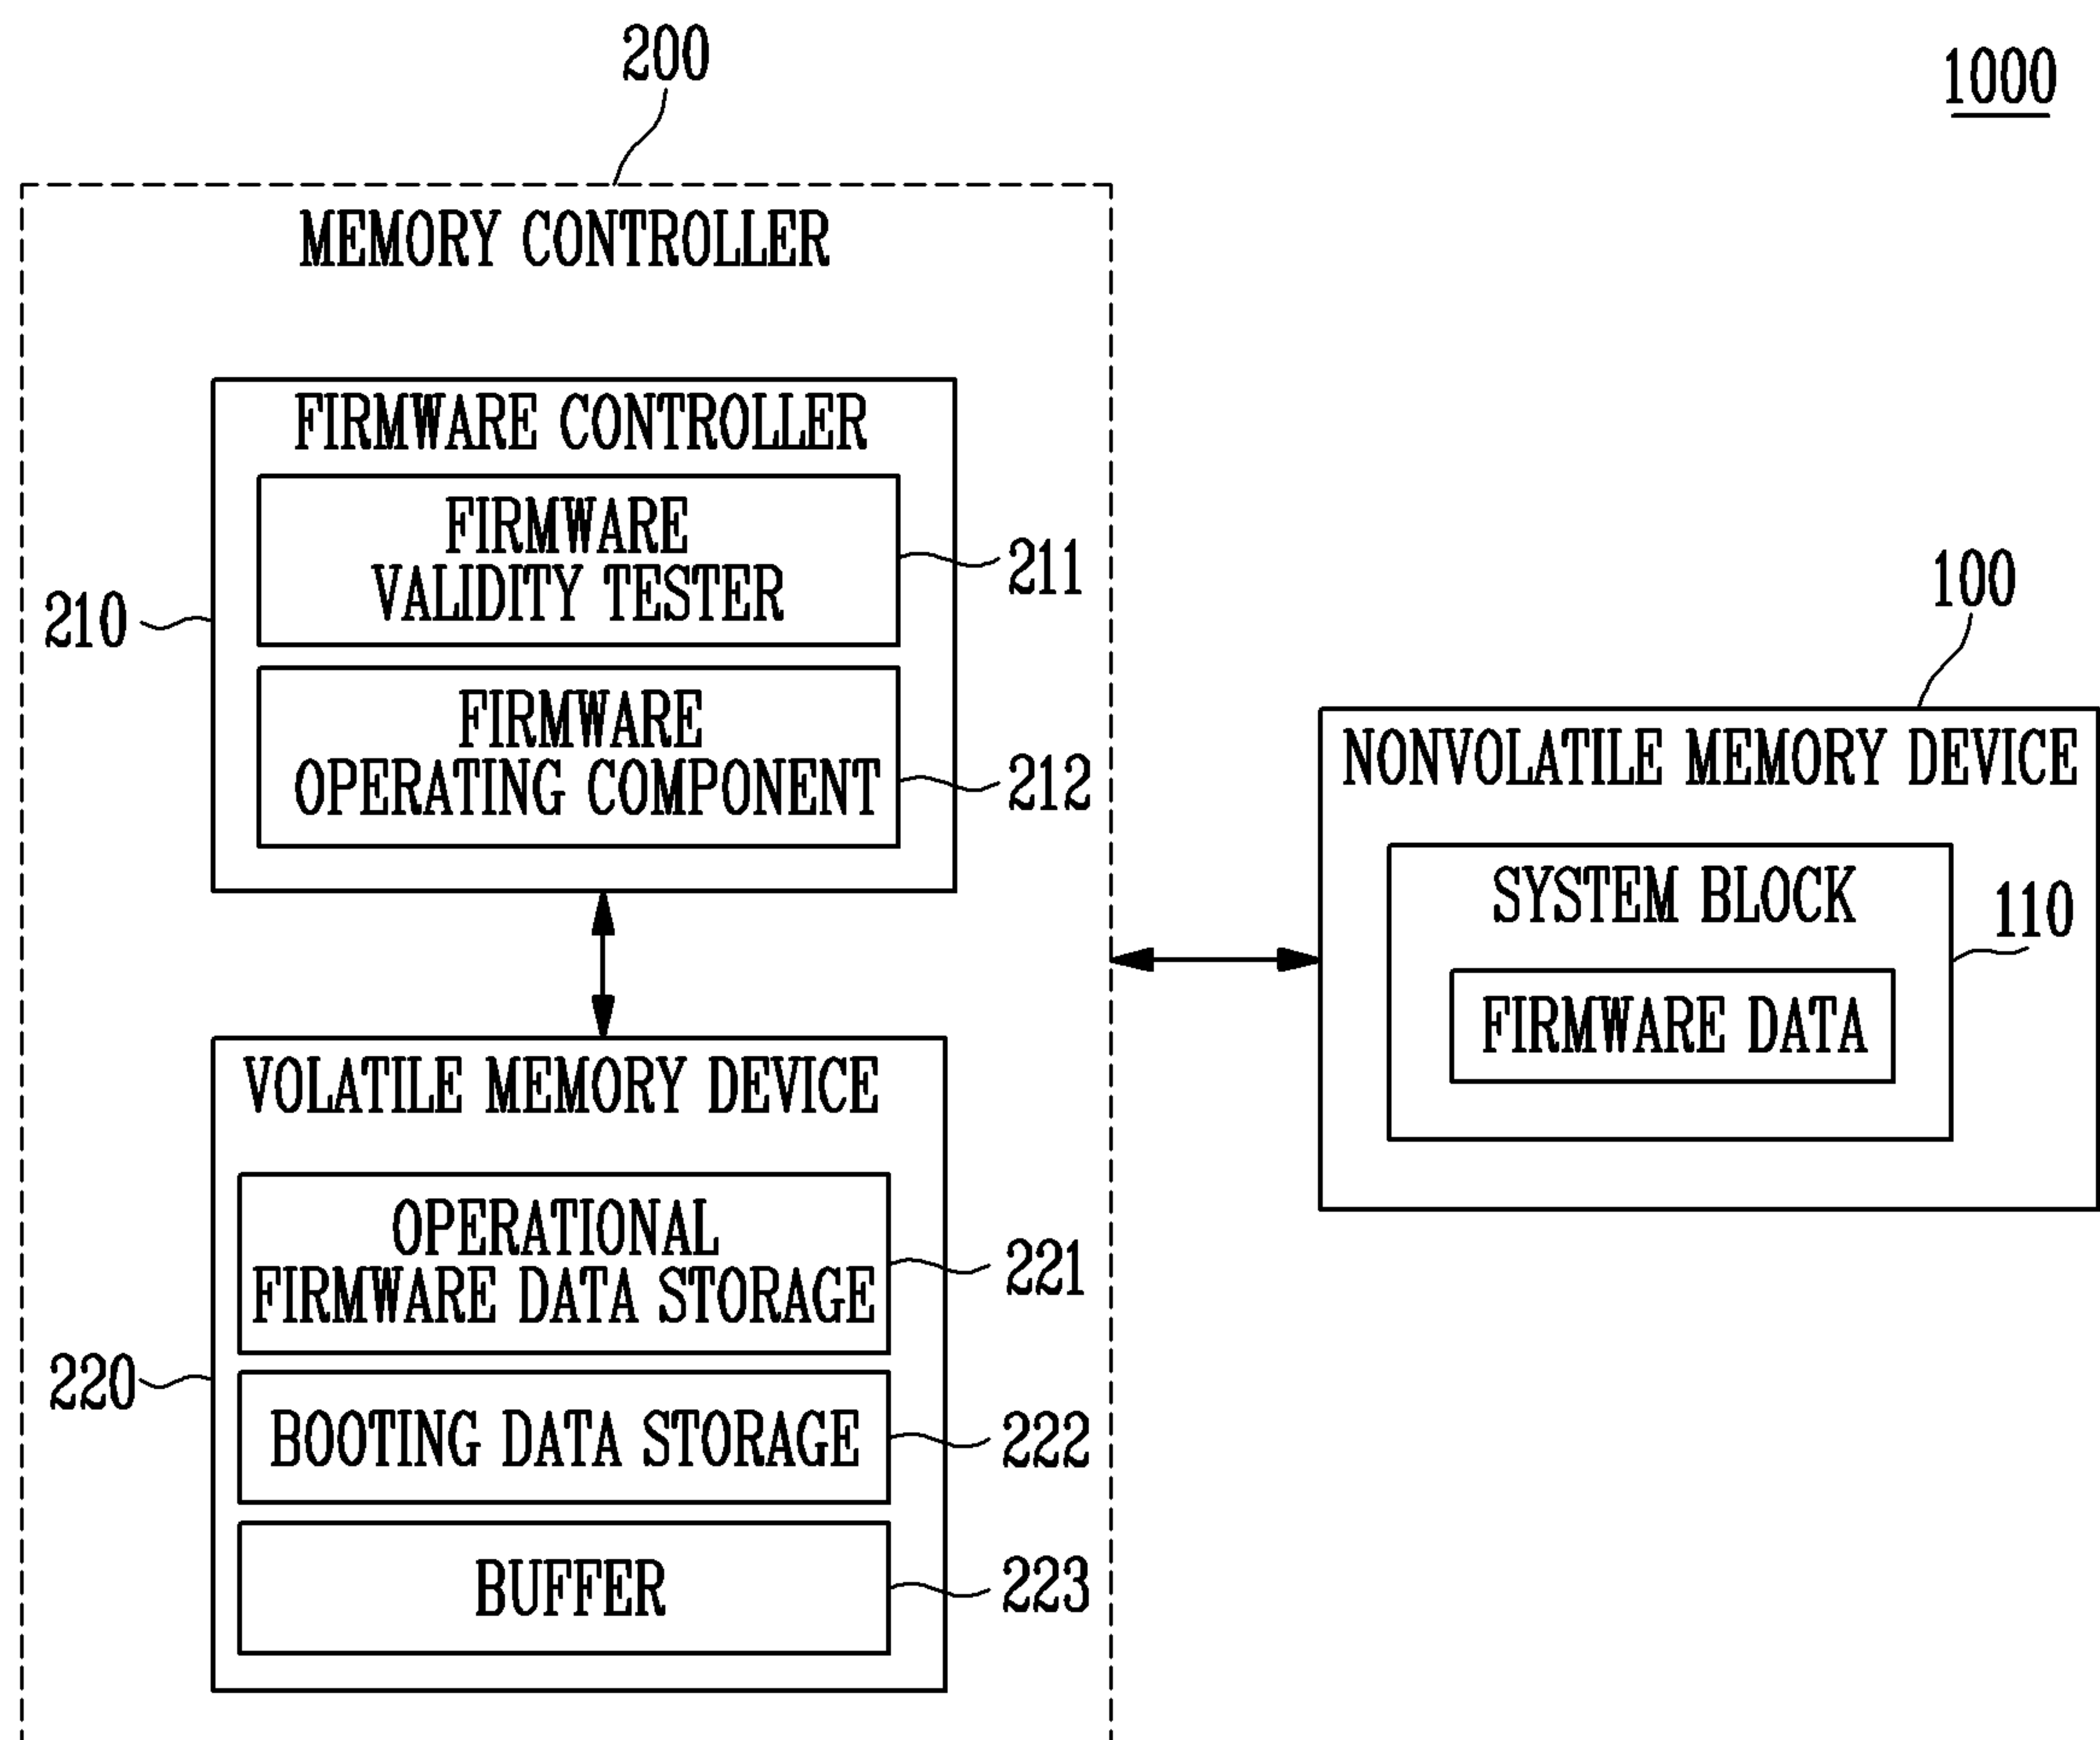 200
1000
MEMORY CONTROLLER
FIRMWARE CONTROLLER
FIRMWARE
VALIDITY TESTER
211
210
FIRMWARE
OPERATING COMPONENT
212
100
NONVOLATILE MEMORY DEVICE
SYSTEM BLOCK
110
FIRMWARE DATA
VOLATILE MEMORY DEVICE
OPERATIONAL
FIRMWARE DATA STORAGE
221
220
BOOTING DATA STORAGE
222
BUFFER
223